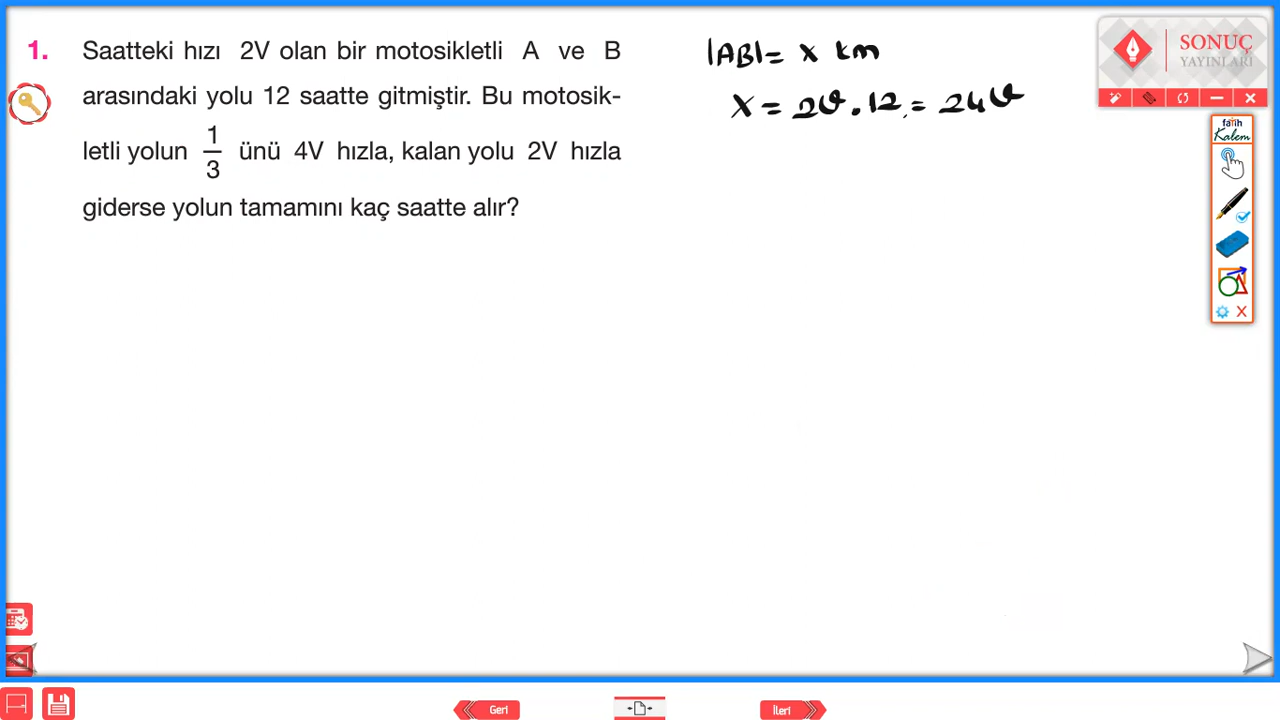 1. Saatteki hızı 2V olan bir motosikletli A ve B
arasındaki yolu 12 saatte gitmiştir. Bu motosik-
letli yolun 1/3 ünü 4V hızla, kalan yolu 2V hızla
giderse yolun tamamını kaç saatte alır?
|AB| = x km
x = 2V . 12 = 24V
SONUÇ
YAYINLARI
fatih
Kalem
Geri
İleri